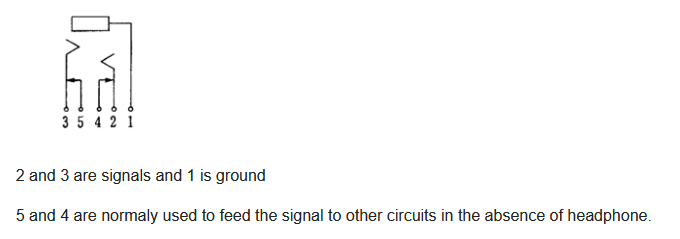 3 5 4 2 1
2 and 3 are signals and 1 is ground
5 and 4 are normaly used to feed the signal to other circuits in the absence of headphone.